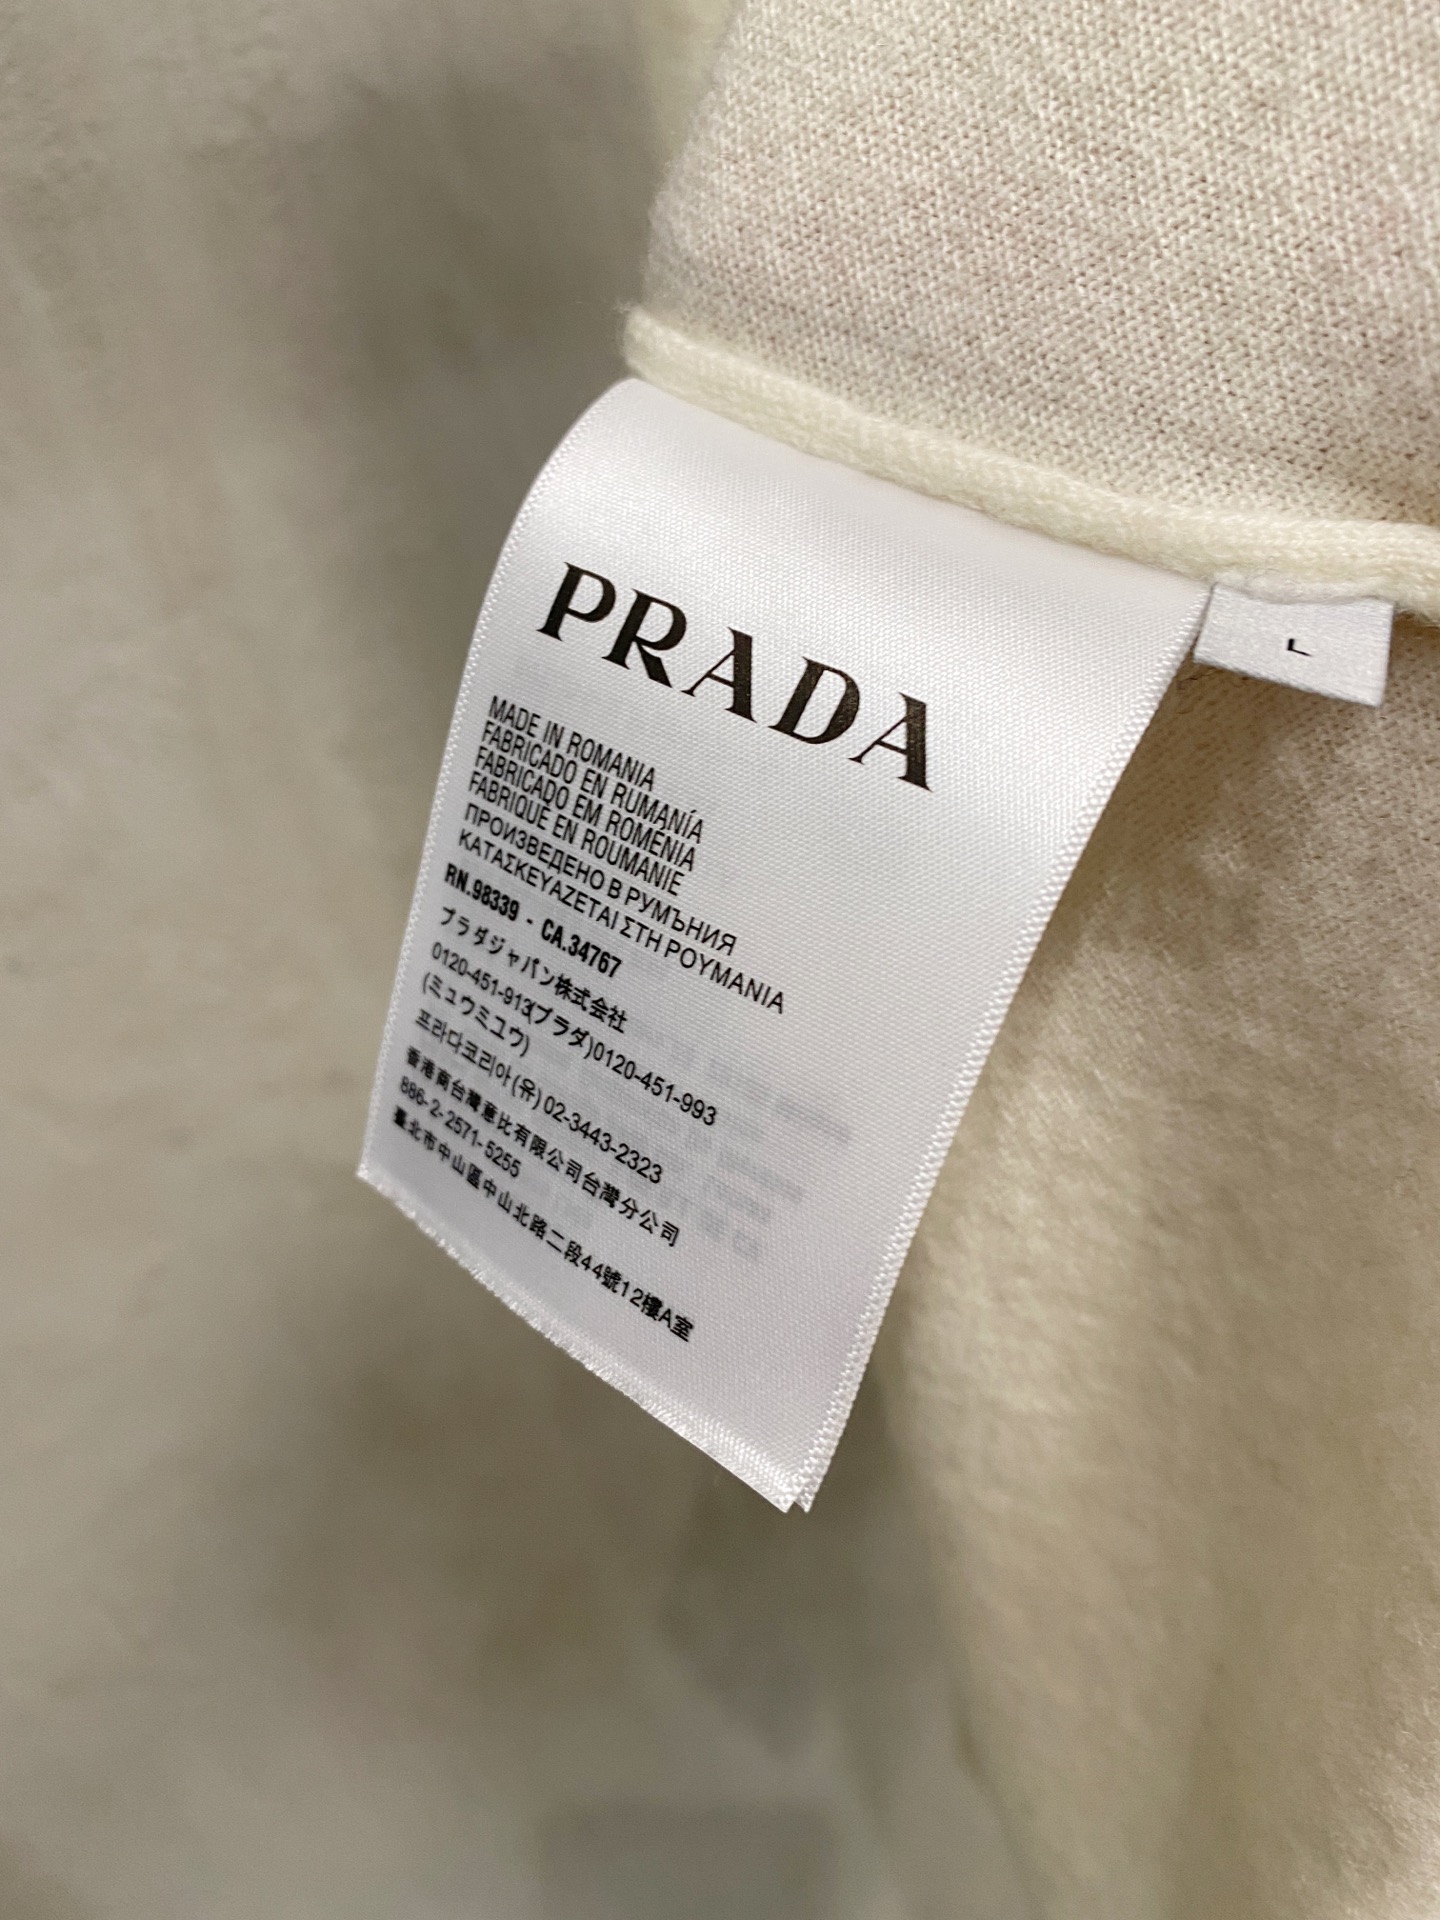 PRADA
MADE IN ROMANIA
FABRICADO EN RUMANÍA
FABRICADO EM ROMÊNIA
FABRIQUÉ EN ROUMANIE
ПРОИЗВЕДЕНО В РУМЪНИЯ
ΚΑΤΑΣΚΕΥΑΖΕΤΑΙ ΣΤΗ ΡΟΥΜΑΝΙΑ
RN.98339 - CA.34767
プラダジャパン株式会社
0120-451-913(プラダ)0120-451-993
(ミュウミュウ)
프라다코리아(유)02-3443-2323
香港商台灣意比有限公司台灣分公司
886-2-2571-5255
臺北市中山區中山北路二段44號12樓A室
L